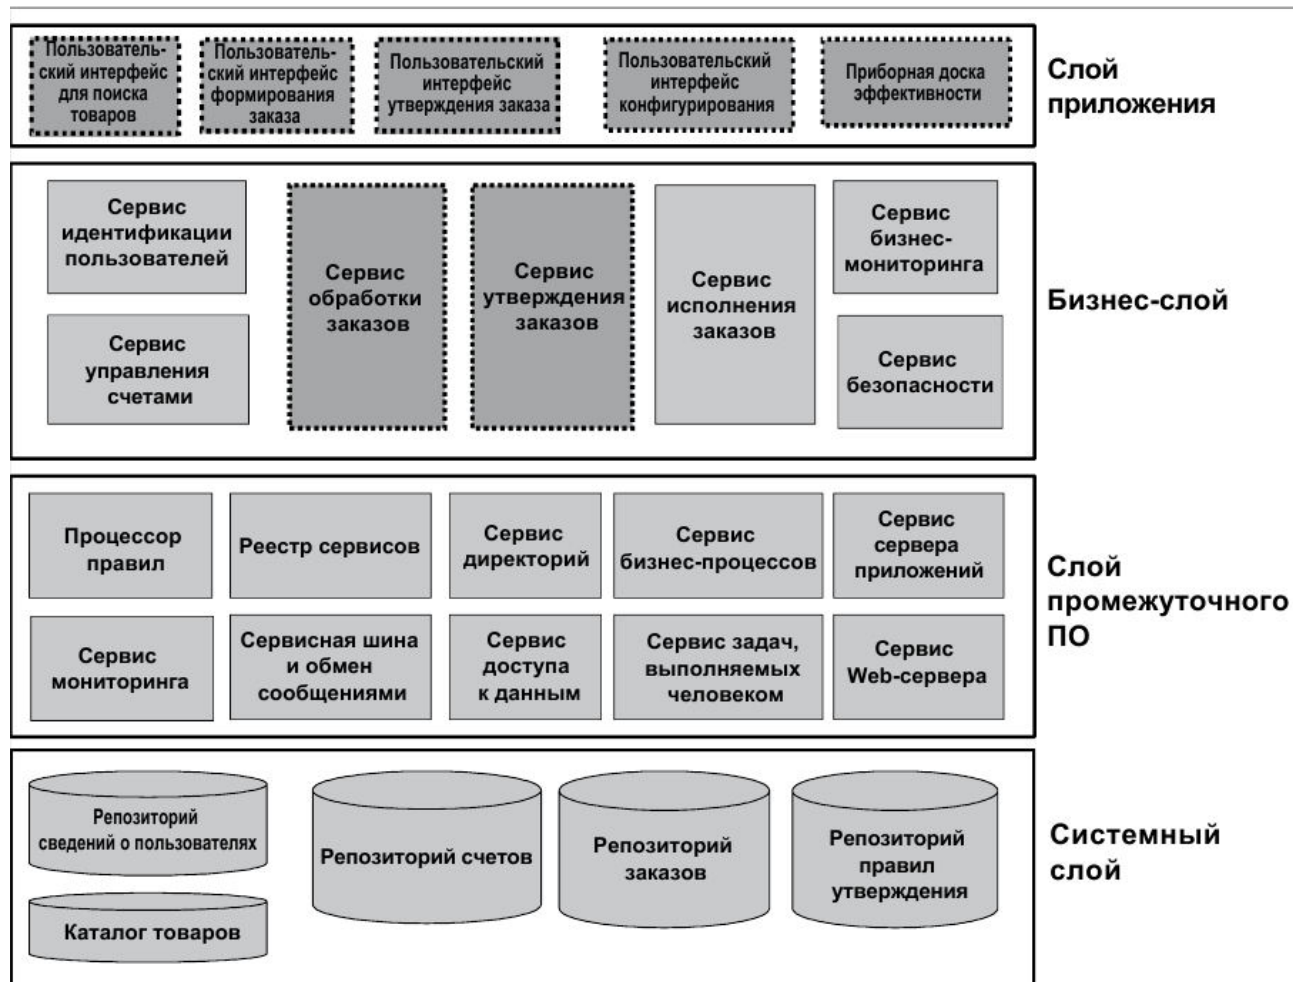 Пользователь-
ский интерфейс
для поиска
товаров
Пользователь-
ский интерфейс
формирования
заказа
Пользовательский
интерфейс
утверждения заказа
Пользовательский
интерфейс
конфигурирования
Приборная доска
эффективности
Слой
приложения
Сервис
идентификации
пользователей
Сервис
управления
счетами
Сервис
обработки
заказов
Сервис
утверждения
заказов
Сервис
исполнения
заказов
Сервис
бизнес-
мониторинга
Сервис
безопасности
Бизнес-слой
Процессор
правил
Реестр сервисов
Сервис
директорий
Сервис
бизнес-процессов
Сервис
сервера
приложений
Сервис
мониторинга
Сервисная шина
и обмен
сообщениями
Сервис
доступа
к данным
Сервис задач,
выполняемых
человеком
Сервис
Web-сервера
Слой
промежуточного
ПО
Репозиторий
сведений о пользователях
Каталог товаров
Репозиторий счетов
Репозиторий
заказов
Репозиторий
правил
утверждения
Системный
слой